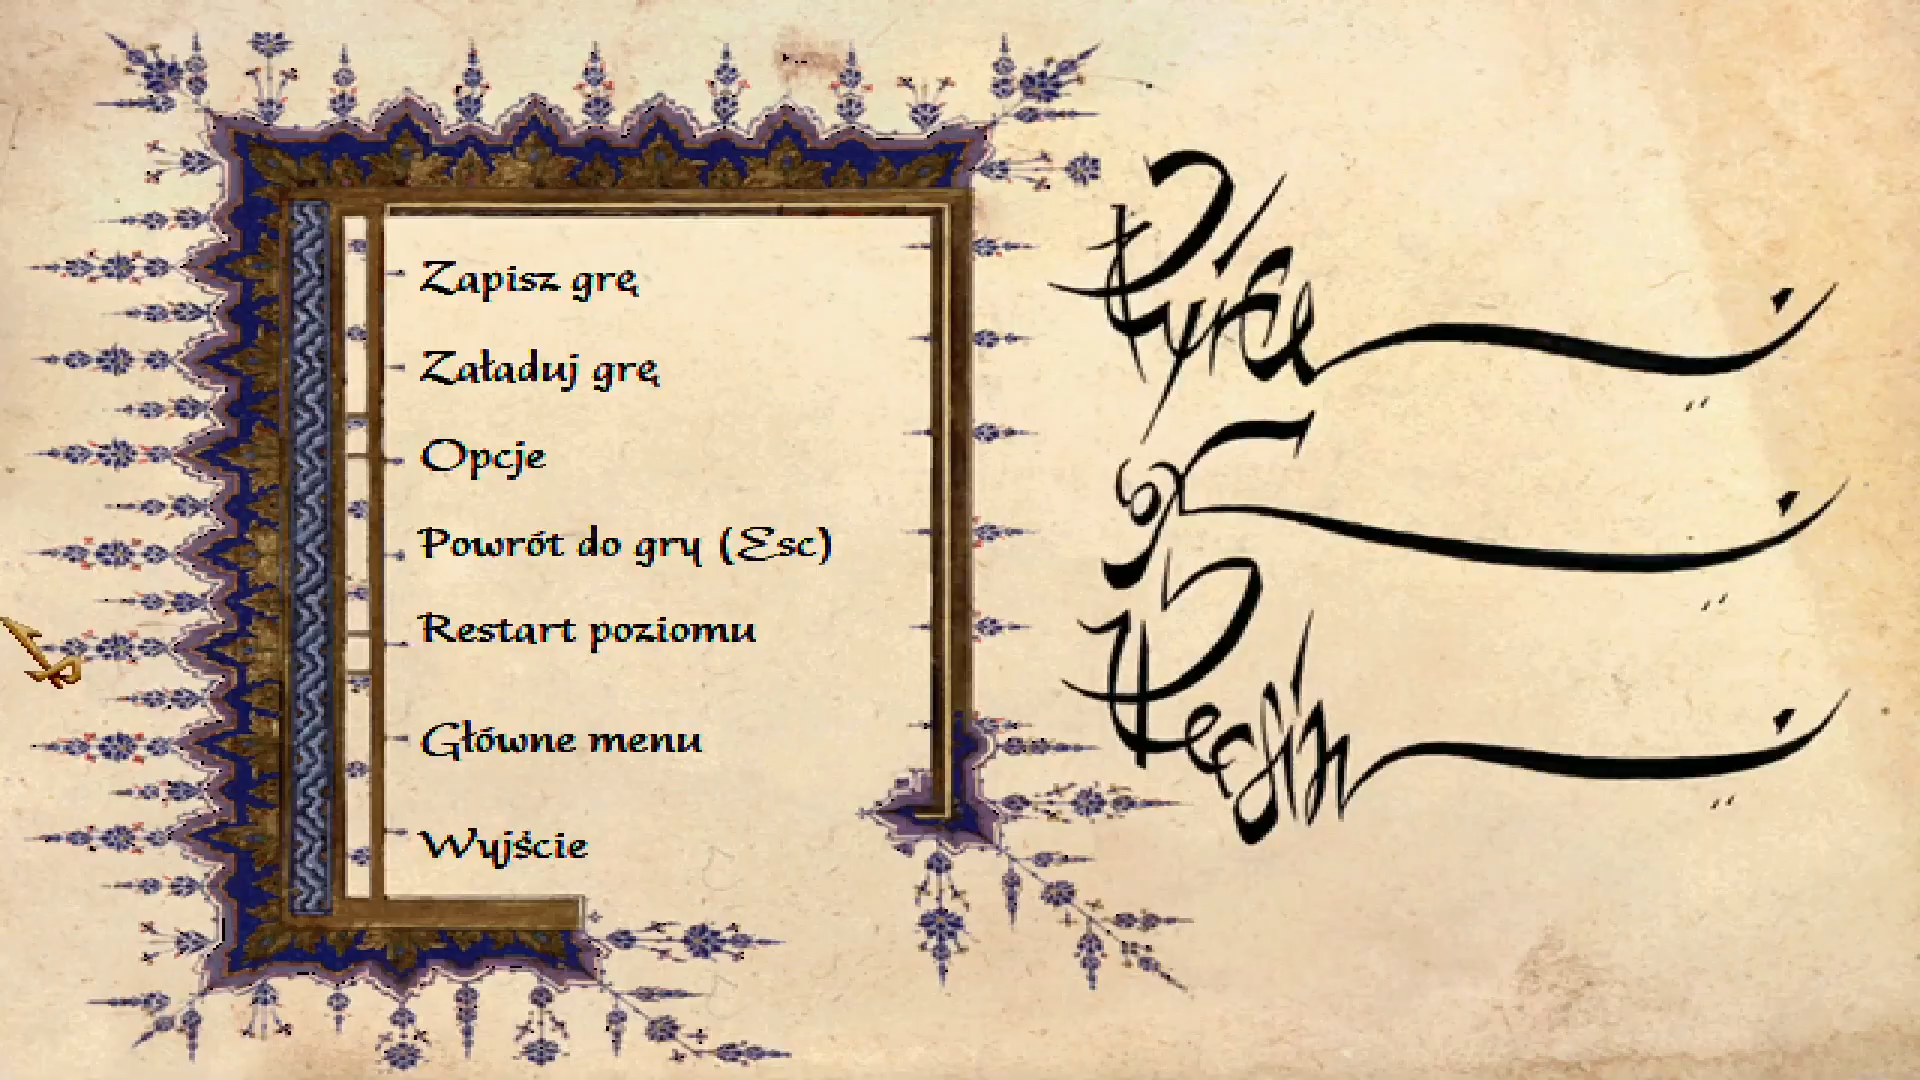 Zapisz grę
Załaduj grę
Opcje
Powrót do gry (Esc)
Restart poziomu
Główne menu
Wyjście